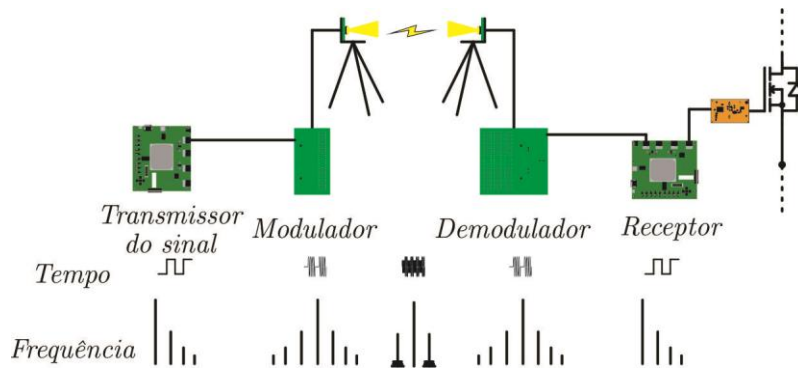 Transmissor
do sinal
Modulador
Demodulador
Receptor
Tempo
Frequência